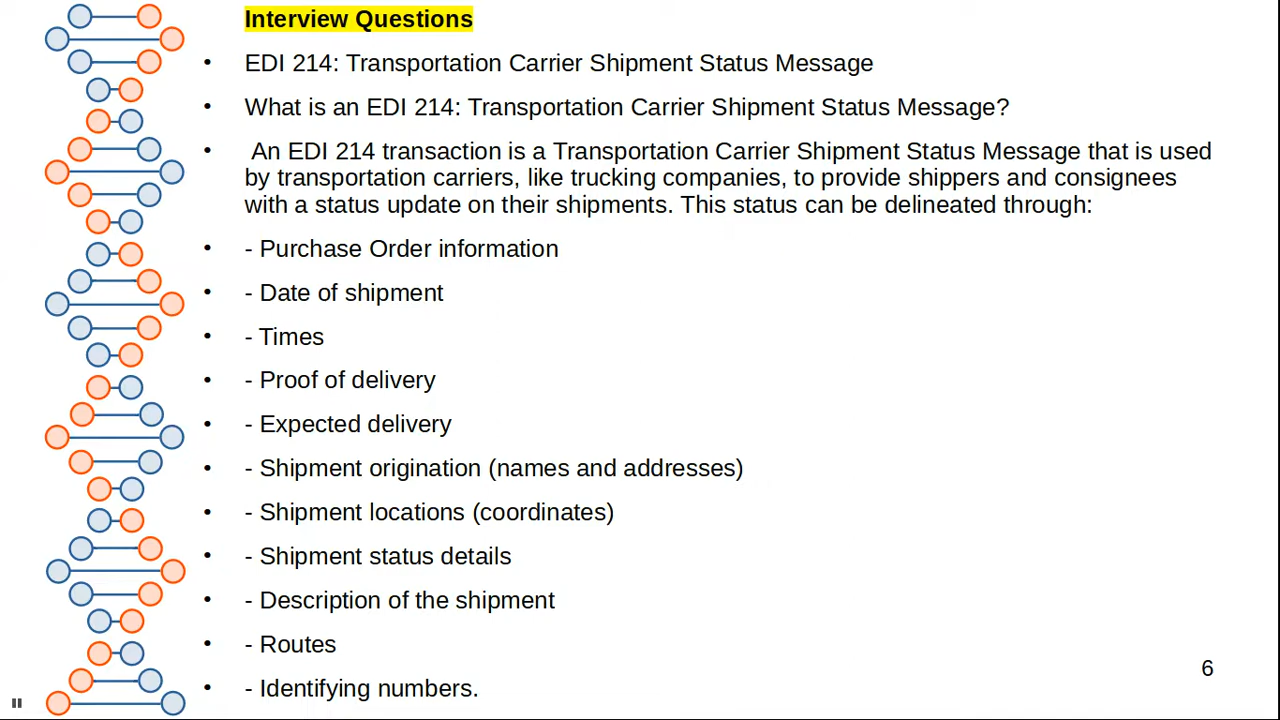 Interview Questions
• EDI 214: Transportation Carrier Shipment Status Message
• What is an EDI 214: Transportation Carrier Shipment Status Message?
• An EDI 214 transaction is a Transportation Carrier Shipment Status Message that is used
by transportation carriers, like trucking companies, to provide shippers and consignees
with a status update on their shipments. This status can be delineated through:
• - Purchase Order information
• - Date of shipment
• - Times
• - Proof of delivery
• - Expected delivery
• - Shipment origination (names and addresses)
• - Shipment locations (coordinates)
• - Shipment status details
• - Description of the shipment
• - Routes
• - Identifying numbers.
6